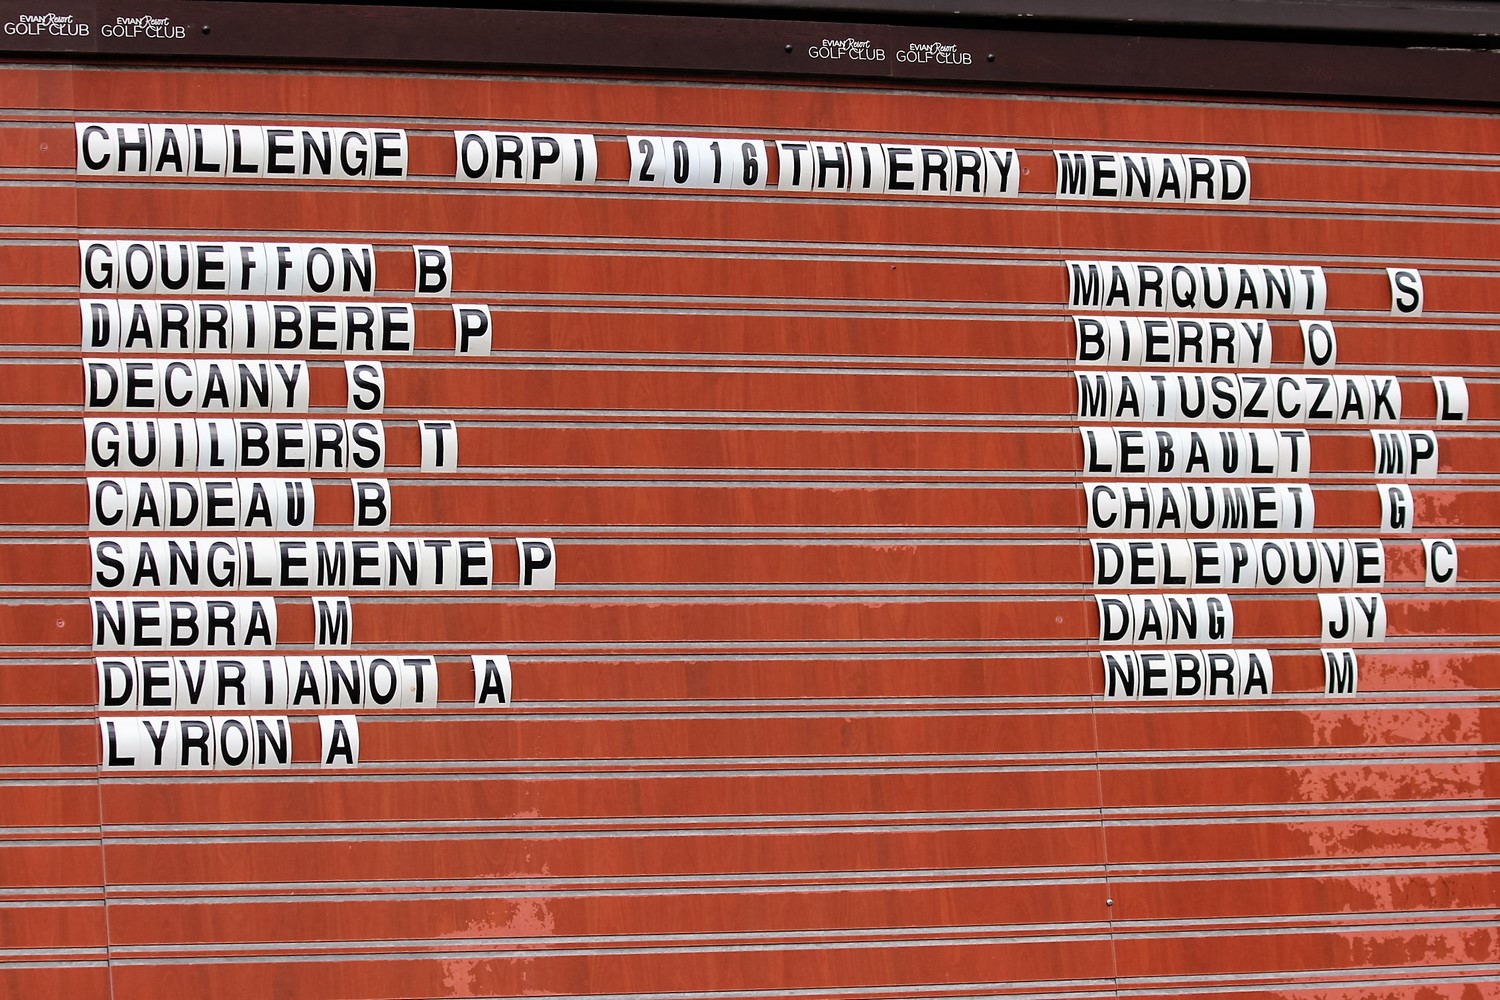 EVIAN Resort GOLF CLUB EVIAN Resort GOLF CLUB EVIAN Resort GOLF CLUB EVIAN Resort GOLF CLUB
CHALLENGE ORPI 2016 THIERRY MENARD
GOUEFFON B
DARRIBERE P
DECANY S
GUILBERS T
CADEAU B
SANGLEMENTE P
NEBRA M
DEVRIANOT A
LYRON A
MARQUANT S
BIERRY O
MATUSZCZAK L
LEBAULT MP
CHAUMET G
DELEPOUVE C
DANG JY
NEBRA M